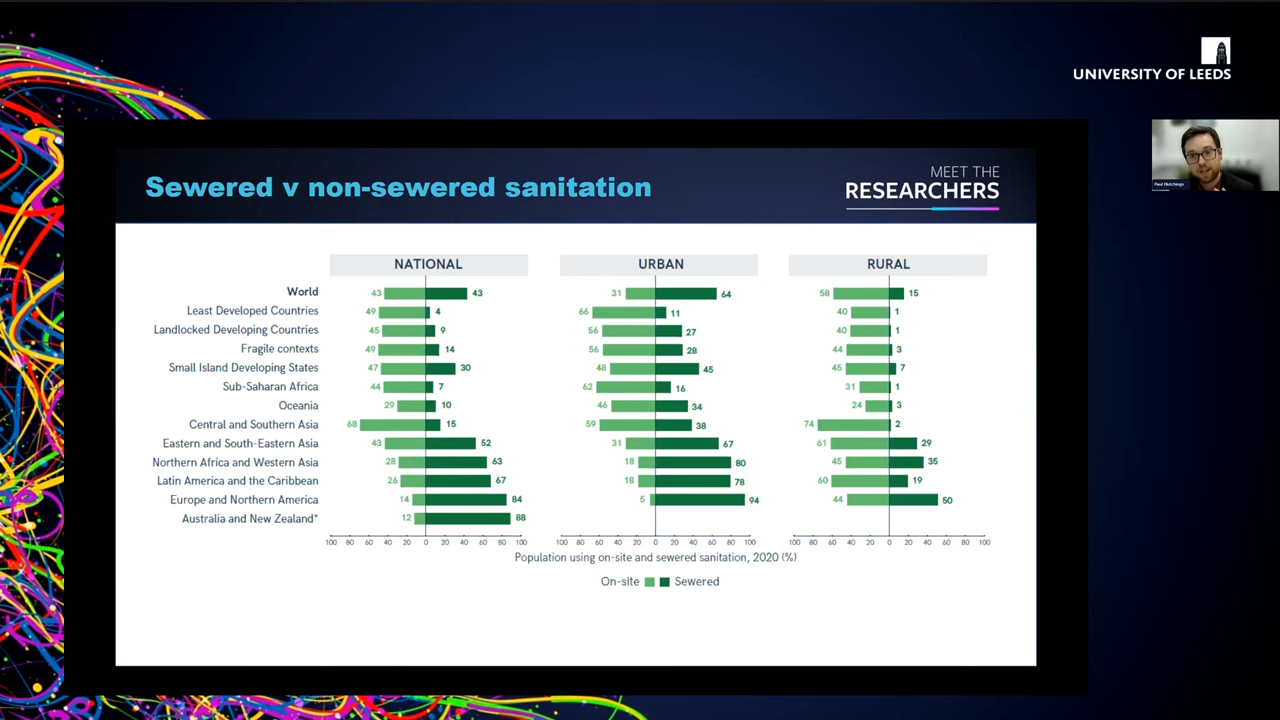 UNIVERSITY OF LEEDS
Paul Hutchings
Sewered v non-sewered sanitation
MEET THE
RESEARCHERS
NATIONAL URBAN RURAL
World 43 43 31 64 58 15
Least Developed Countries 49 4 66 11 40 1
Landlocked Developing Countries 45 9 56 27 40 1
Fragile contexts 49 14 56 28 44 3
Small Island Developing States 47 30 48 45 45 7
Sub-Saharan Africa 44 7 62 16 31 1
Oceania 29 10 46 34 24 3
Central and Southern Asia 68 15 59 38 74 2
Eastern and South-Eastern Asia 43 52 31 67 61 29
Northern Africa and Western Asia 28 63 18 80 45 35
Latin America and the Caribbean 26 67 18 78 60 19
Europe and Northern America 14 84 5 94 44 50
Australia and New Zealand* 12 88
100 80 60 40 20 0 20 40 60 80 100 100 80 60 40 20 0 20 40 60 80 100 100 80 60 40 20 0 20 40 60 80 100
Population using on-site and sewered sanitation, 2020 (%)
On-site Sewered